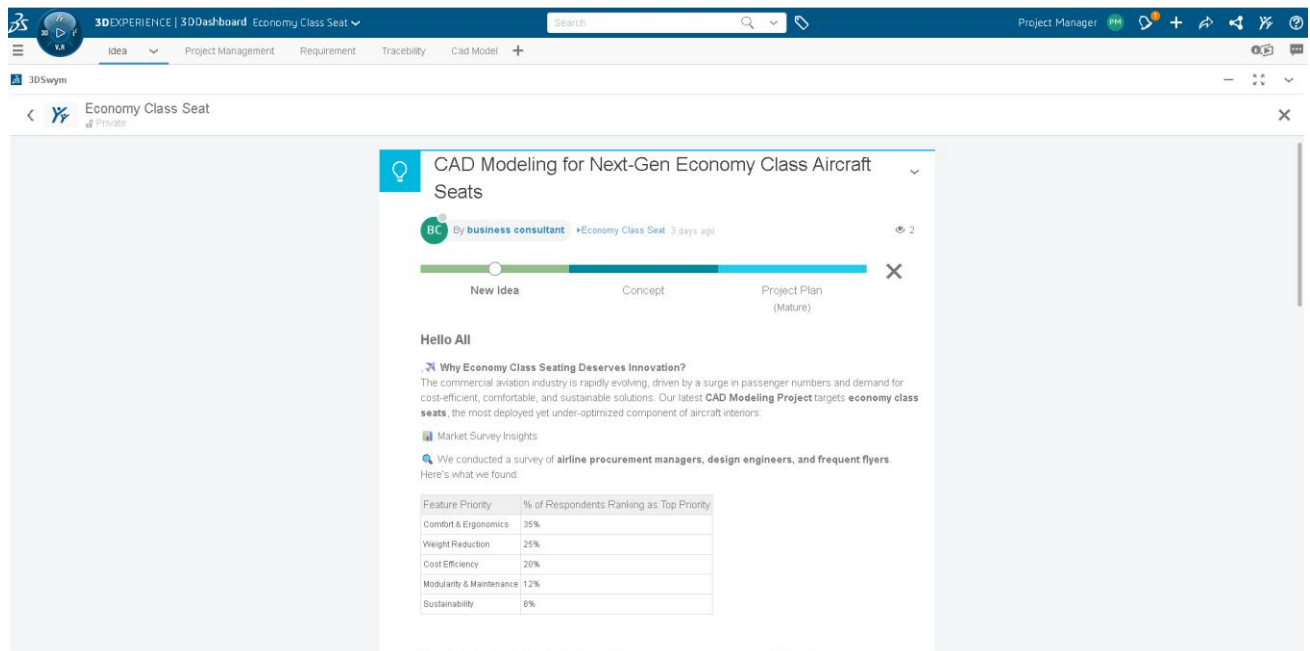 3DEXPERIENCE | 3DDashboard Economy Class Seat
Search
Project Manager PM
3D
V,R
Idea Project Management Requirement Tracebility Cad Model
3DSwym
Economy Class Seat
Private
CAD Modeling for Next-Gen Economy Class Aircraft
Seats
BC By business consultant Economy Class Seat 3 days ago 2
New Idea Concept Project Plan
(Mature)
Hello All
Why Economy Class Seating Deserves Innovation?
The commercial aviation industry is rapidly evolving, driven by a surge in passenger numbers and demand for
cost-efficient, comfortable, and sustainable solutions. Our latest CAD Modeling Project targets economy class
seats, the most deployed yet under-optimized component of aircraft interiors.
Market Survey Insights
We conducted a survey of airline procurement managers, design engineers, and frequent flyers.
Here's what we found.
Feature Priority % of Respondents Ranking as Top Priority
Comfort & Ergonomics 35%
Weight Reduction 25%
Cost Efficiency 20%
Modularity & Maintenance 12%
Sustainability 8%